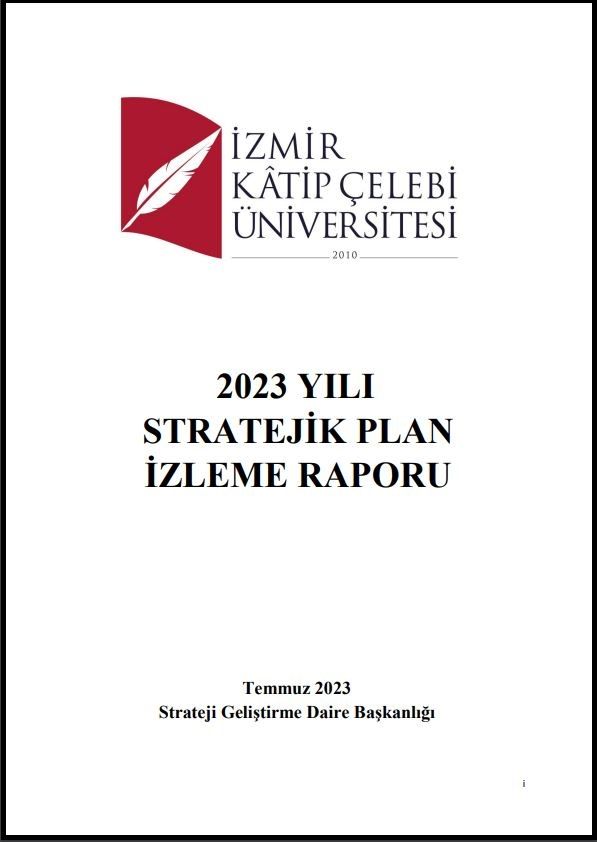 İZMİR
KÂTİP ÇELEBİ
ÜNİVERSİTESİ
2010
2023 YILI
STRATEJİK PLAN
İZLEME RAPORU
Temmuz 2023
Strateji Geliştirme Daire Başkanlığı
i